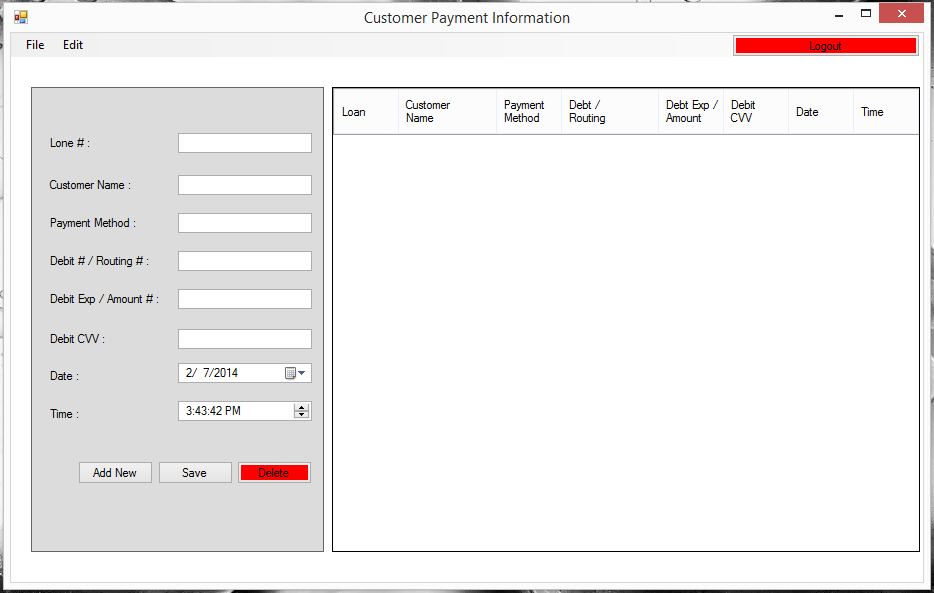 Customer Payment Information
File Edit
Logout
Lone # :
Customer Name :
Payment Method :
Debit # / Routing # :
Debit Exp / Amount # :
Debit CVV :
Date :
2/ 7/2014
Time :
3:43:42 PM
Add New
Save
Delete
Loan
Customer
Name
Payment
Method
Debt /
Routing
Debt Exp /
Amount
Debit
CVV
Date
Time